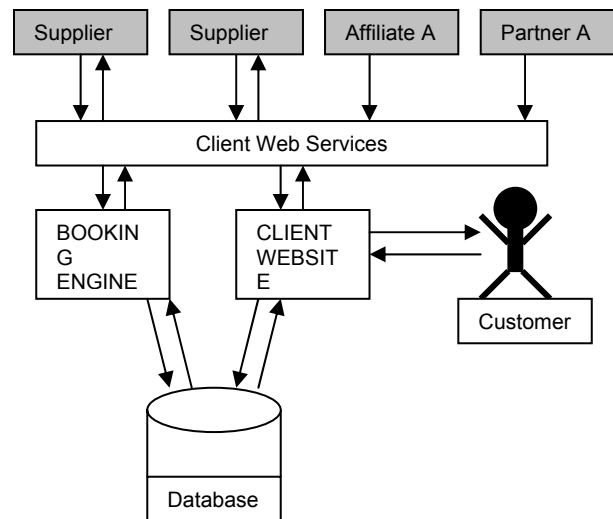 Supplier
Supplier
Affiliate A
Partner A
Client Web Services
BOOKIN
G
ENGINE
CLIENT
WEBSIT
E
Customer
Database